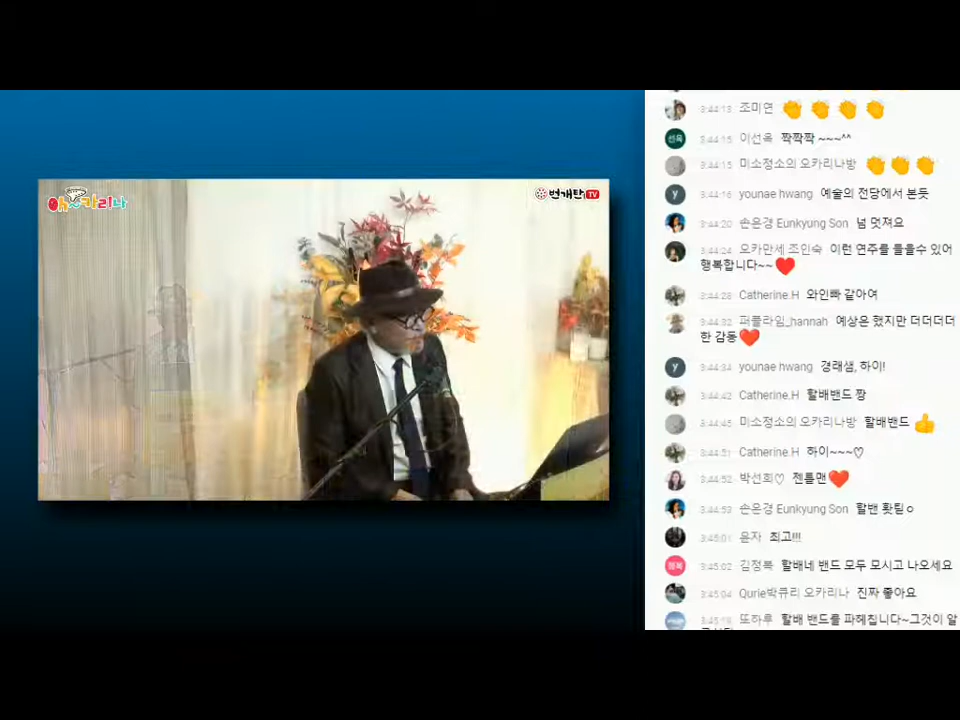 Oh 카리나
번개탄 TV
3:44:13 조미연 👏 👏 👏 👏
선옥 3:44:15 이선옥 짝짝짝 ~~~^^
3:44:15 미소정소의 오카리나방 👏👏👏
y 3:44:16 younae hwang 예술의 전당에서 본듯
3:44:20 손은경 Eunkyung Son 넘 멋져요
3:44:24 오카만세 조인숙 이런 연주를 들을수 있어
행복합니다~~❤️
3:44:28 Catherine.H 와인빠 같아여
3:44:32 퍼플라임_hannah 예상은 했지만 더더더더
한 감동❤️
y 3:44:34 younae hwang 경래샘, 하이!
3:44:42 Catherine.H 할배밴드 짱
3:44:45 미소정소의 오카리나방 할배밴드 👍
3:44:51 Catherine.H 하이~~~♡
3:44:52 박선희♡ 젠틀맨❤️
3:44:53 손은경 Eunkyung Son 할밴 홧팅ㅇ
3:45:01 윤자 최고!!!
정복 3:45:02 김정복 할배네 밴드 모두 모시고 나오세요
3:45:04 Qurie박큐리 오카리나 진짜 좋아요
3:45:18 또하루 할배 밴드를 파헤칩니다~그것이 알